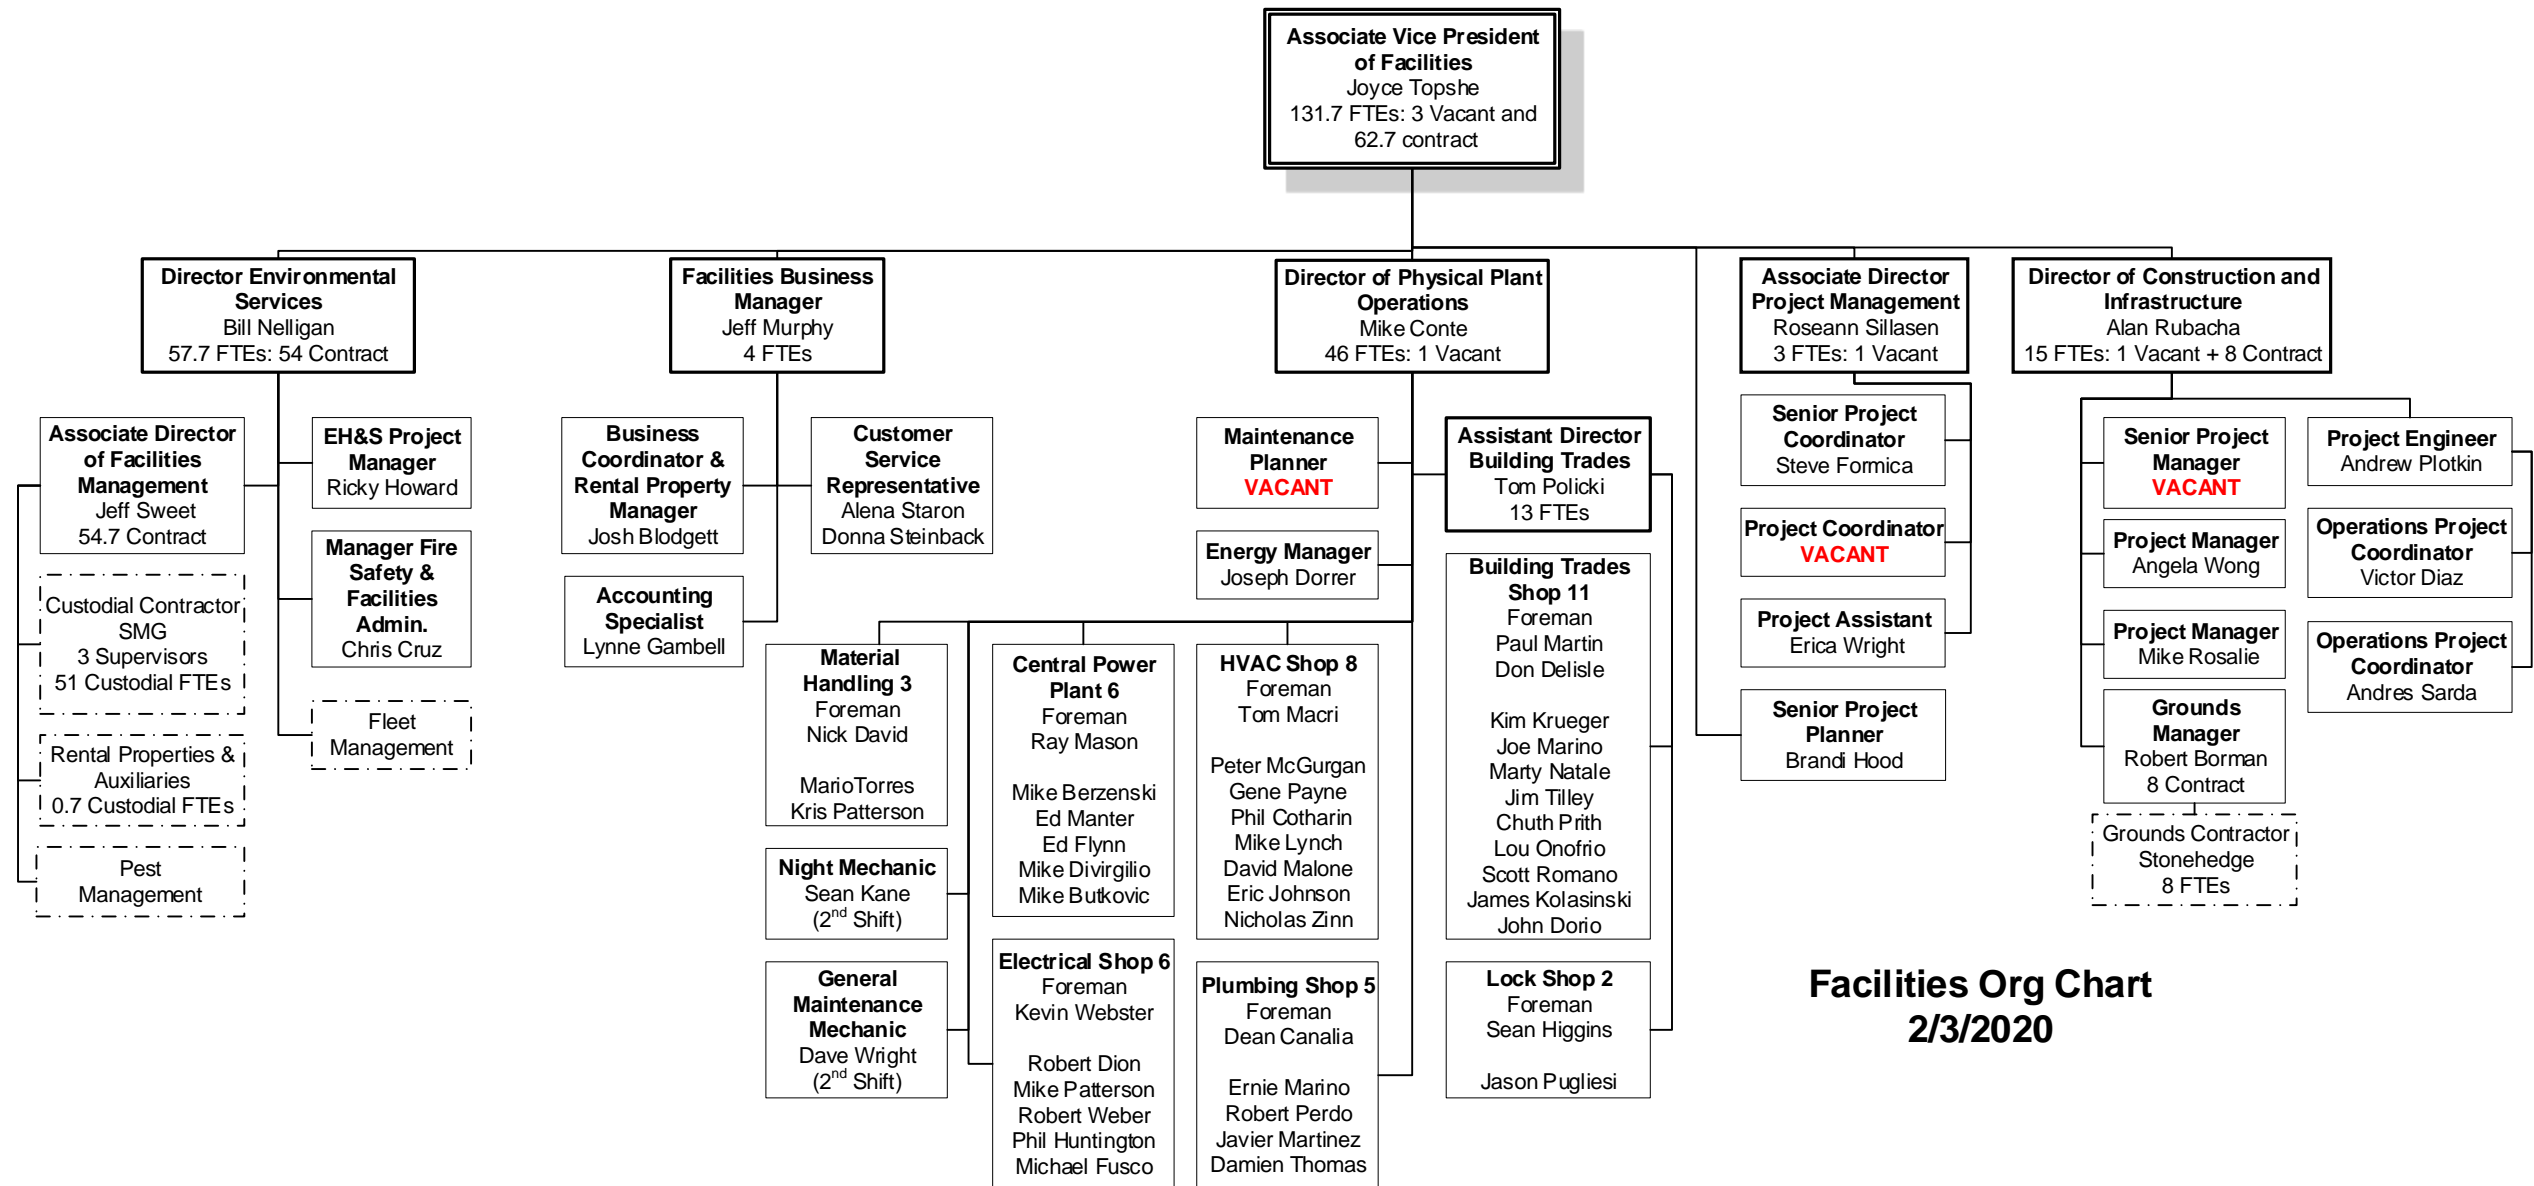 Associate Vice President
of Facilities
Joyce Topshe
131.7 FTEs: 3 Vacant and
62.7 contract
Director Environmental
Services
Bill Nelligan
57.7 FTEs: 54 Contract
Facilities Business
Manager
Jeff Murphy
4 FTEs
Director of Physical Plant
Operations
Mike Conte
46 FTEs: 1 Vacant
Associate Director
Project Management
Roseann Sillasen
3 FTEs: 1 Vacant
Director of Construction and
Infrastructure
Alan Rubacha
15 FTEs: 1 Vacant + 8 Contract
Associate Director
of Facilities
Management
Jeff Sweet
54.7 Contract
Custodial Contractor
SMG
3 Supervisors
51 Custodial FTEs
Rental Properties &
Auxiliaries
0.7 Custodial FTEs
Pest
Management
EH&S Project
Manager
Ricky Howard
Manager Fire
Safety &
Facilities
Admin.
Chris Cruz
Fleet
Management
Business
Coordinator &
Rental Property
Manager
Josh Blodgett
Customer
Service
Representative
Alena Staron
Donna Steinback
Accounting
Specialist
Lynne Gambell
Maintenance
Planner
VACANT
Energy Manager
Joseph Dorrer
Assistant Director
Building Trades
Tom Policki
13 FTEs
Material
Handling 3
Foreman
Nick David
MarioTorres
Kris Patterson
Night Mechanic
Sean Kane
(2nd Shift)
General
Maintenance
Mechanic
Dave Wright
(2nd Shift)
Central Power
Plant 6
Foreman
Ray Mason
Mike Berzenski
Ed Manter
Ed Flynn
Mike Divirgilio
Mike Butkovic
Electrical Shop 6
Foreman
Kevin Webster
Robert Dion
Mike Patterson
Robert Weber
Phil Huntington
Michael Fusco
HVAC Shop 8
Foreman
Tom Macri
Peter McGurgan
Gene Payne
Phil Cotharin
Mike Lynch
David Malone
Eric Johnson
Nicholas Zinn
Plumbing Shop 5
Foreman
Dean Canalia
Ernie Marino
Robert Perdo
Javier Martinez
Damien Thomas
Building Trades
Shop 11
Foreman
Paul Martin
Don Delisle
Kim Krueger
Joe Marino
Marty Natale
Jim Tilley
Chuth Prith
Lou Onofrio
Scott Romano
James Kolasinski
John Dorio
Lock Shop 2
Foreman
Sean Higgins
Jason Pugliesi
Senior Project
Coordinator
Steve Formica
Project Coordinator
VACANT
Project Assistant
Erica Wright
Senior Project
Planner
Brandi Hood
Senior Project
Manager
VACANT
Project Manager
Angela Wong
Project Manager
Mike Rosalie
Grounds
Manager
Robert Borman
8 Contract
Grounds Contractor
Stonehedge
8 FTEs
Project Engineer
Andrew Plotkin
Operations Project
Coordinator
Victor Diaz
Operations Project
Coordinator
Andres Sarda
Facilities Org Chart
2/3/2020